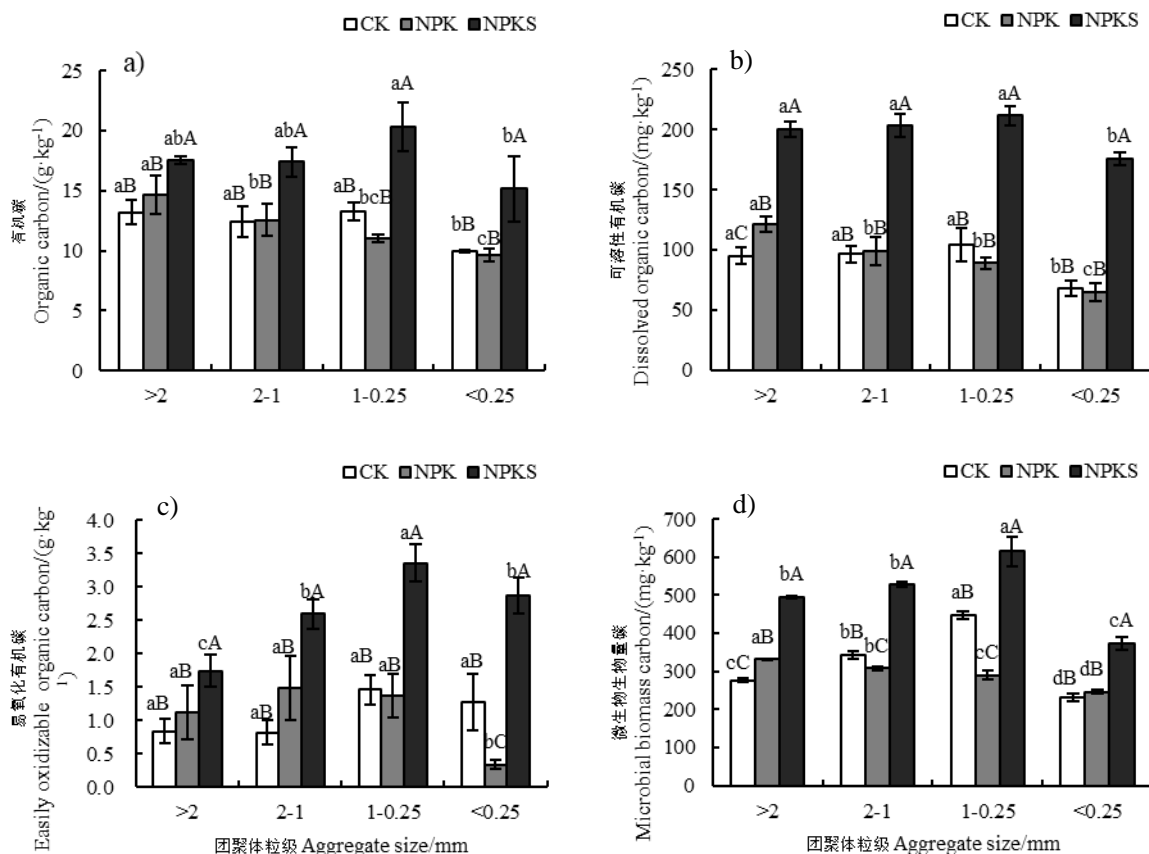 CK NPK NPKS
a)
有机碳
Organic carbon/(g·kg-1)
25
20
15
10
5
0
aB aB abA
aB bB abA
aB bcB aA
bB cB bA
>2 2-1 1-0.25 <0.25
CK NPK NPKS
b)
可溶性有机碳
Dissolved organic carbon/(mg·kg-1)
250
200
150
100
50
0
aC aB aA
aB bB aA
aB bB aA
bB cB bA
>2 2-1 1-0.25 <0.25
CK NPK NPKS
c)
易氧化有机碳
Easily oxidizable organic carbon/(g·kg-
1)
4.0
3.5
3.0
2.5
2.0
1.5
1.0
0.5
0.0
aB aB cA
aB aB bA
aB aB aA
aB bC bA
>2 2-1 1-0.25 <0.25
团聚体粒级 Aggregate size/mm
CK NPK NPKS
d)
微生物生物量碳
Microbial biomass carbon/(mg·kg-1)
700
600
500
400
300
200
100
0
cC aB bA
bB bC bA
aB cC aA
dB dB cA
>2 2-1 1-0.25 <0.25
团聚体粒级 Aggregate size/mm